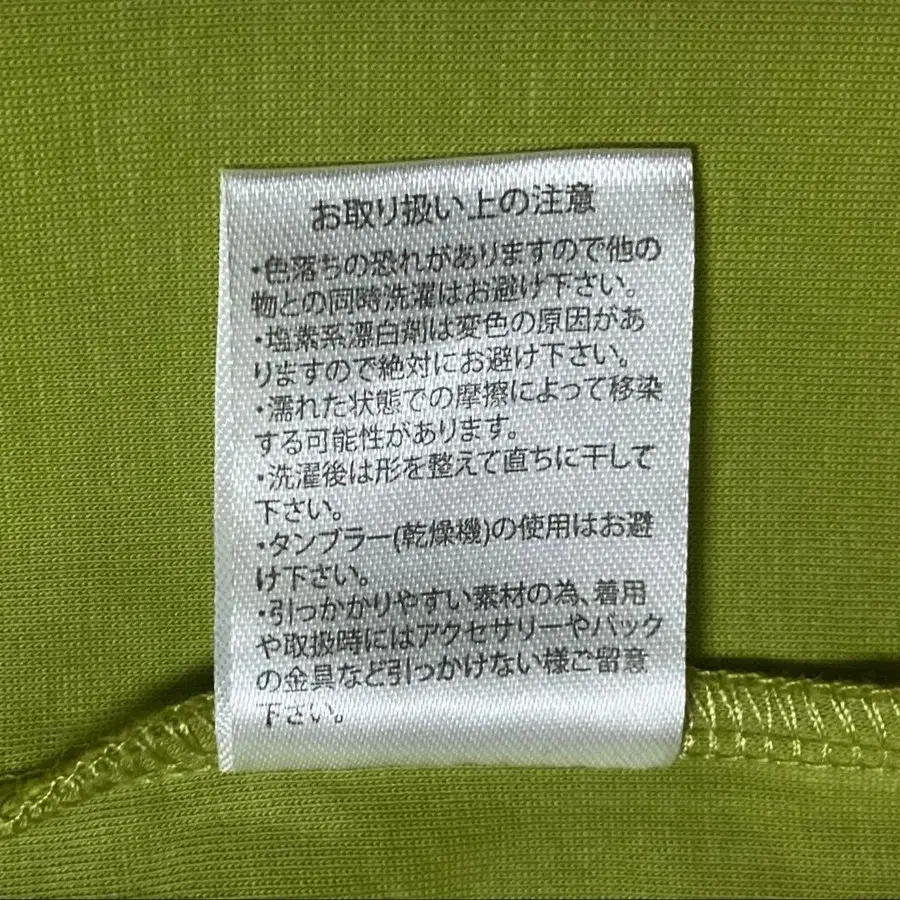 お取り扱い上の注意
・色落ちの恐れがありますので他の
物との同時洗濯はお避け下さい。
・塩素系漂白剤は変色の原因があ
りますので絶対にお避け下さい。
・濡れた状態での摩擦によって移染
する可能性があります。
・洗濯後は形を整えて直ちに干して
下さい。
・タンブラー(乾燥機)の使用はお避
け下さい。
・引っかかりやすい素材の為、着用
や取扱時にはアクセサリーやバック
の金具など引っかけない様ご留意
下さい。